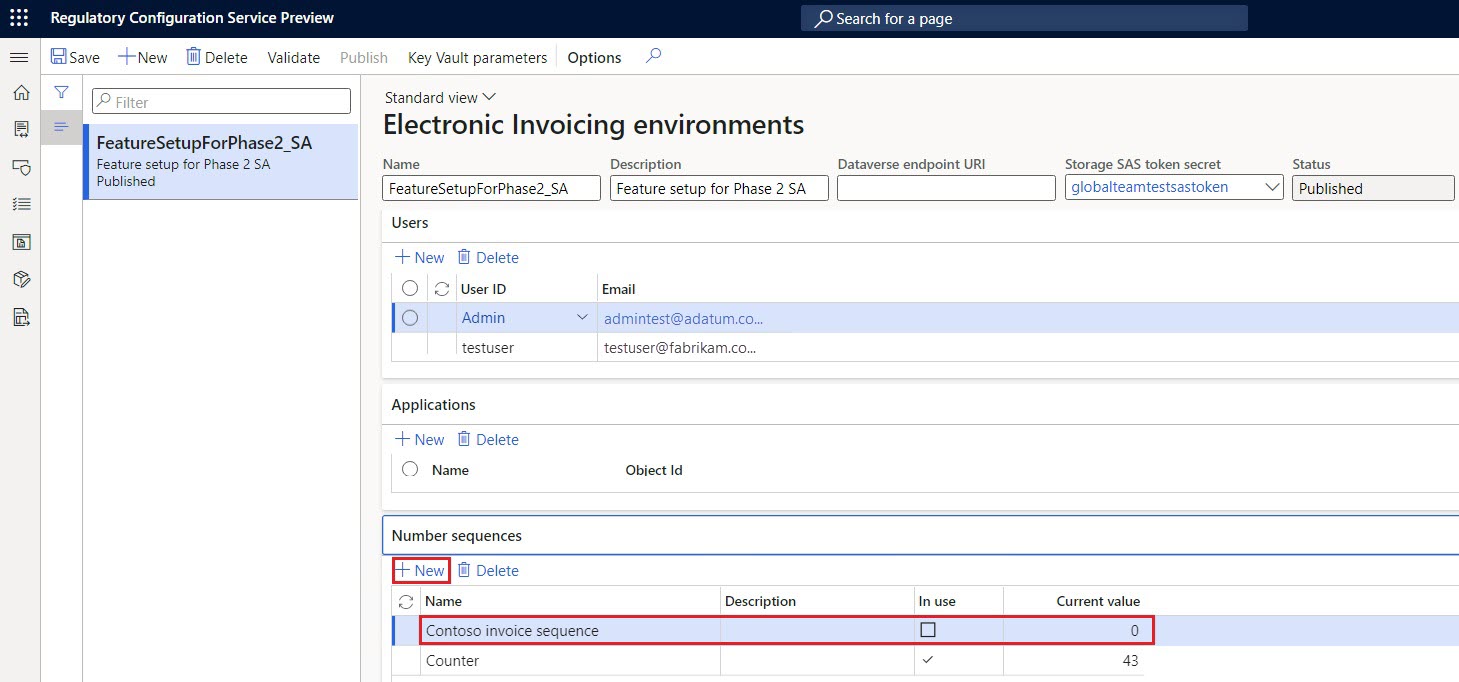 Regulatory Configuration Service Preview
Search for a page
Save New Delete Validate Publish Key Vault parameters Options
Filter
FeatureSetupForPhase2_SA
Feature setup for Phase 2 SA
Published
Standard view
Electronic Invoicing environments
Name Description Dataverse endpoint URI Storage SAS token secret Status
FeatureSetupForPhase2_SA Feature setup for Phase 2 SA globalteamtestsastoken Published
Users
New Delete
User ID Email
Admin admintest@adatum.co...
testuser testuser@fabrikam.co...
Applications
New Delete
Name Object Id
Number sequences
New Delete
Name Description In use Current value
Contoso invoice sequence 0
Counter 43